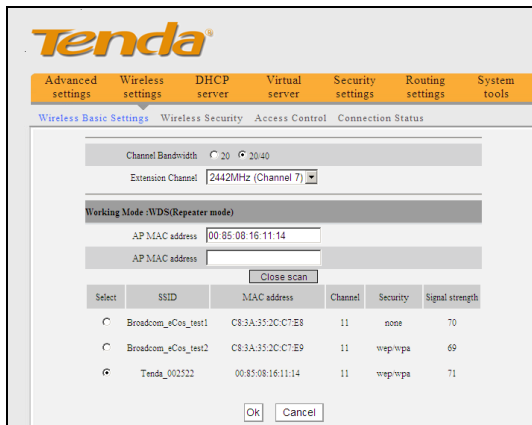 Tenda
Advanced settings Wireless settings DHCP server Virtual server Security settings Routing settings System tools
Wireless Basic Settings Wireless Security Access Control Connection Status
Channel Bandwidth 20 20/40
Extension Channel 2442MHz (Channel 7)
Working Mode :WDS(Repeater mode)
AP MAC address 00:85:08:16:11:14
AP MAC address
Close scan
Select SSID MAC address Channel Security Signal strength
Broadcom_eCos_test1 C8:3A:35:2C:C7:E8 11 none 70
Broadcom_eCos_test2 C8:3A:35:2C:C7:E9 11 wep/wpa 69
Tenda_002522 00:85:08:16:11:14 11 wep/wpa 71
Ok Cancel